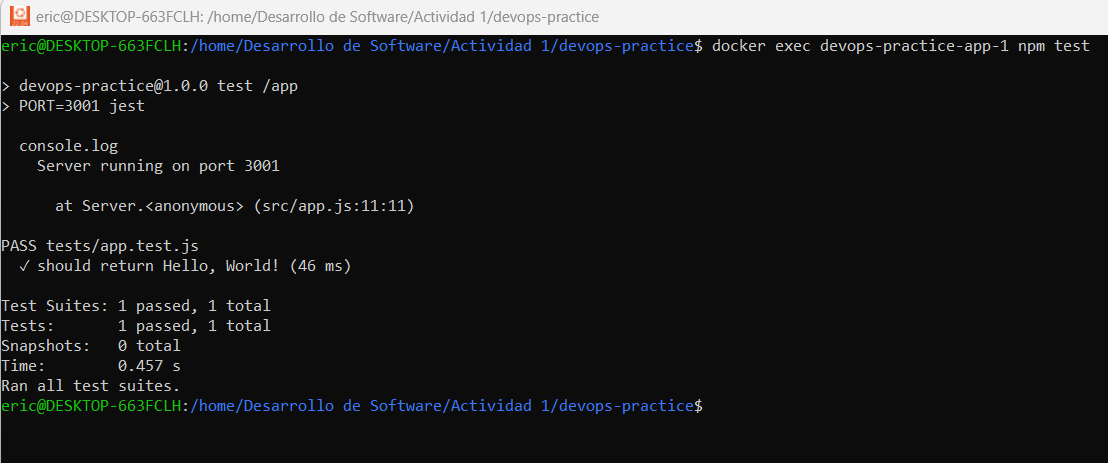 eric@DESKTOP-663FCLH: /home/Desarrollo de Software/Actividad 1/devops-practice
eric@DESKTOP-663FCLH:/home/Desarrollo de Software/Actividad 1/devops-practice$ docker exec devops-practice-app-1 npm test
> devops-practice@1.0.0 test /app
> PORT=3001 jest
console.log
Server running on port 3001
at Server.<anonymous> (src/app.js:11:11)
PASS tests/app.test.js
✓ should return Hello, World! (46 ms)
Test Suites: 1 passed, 1 total
Tests: 1 passed, 1 total
Snapshots: 0 total
Time: 0.457 s
Ran all test suites.
eric@DESKTOP-663FCLH:/home/Desarrollo de Software/Actividad 1/devops-practice$